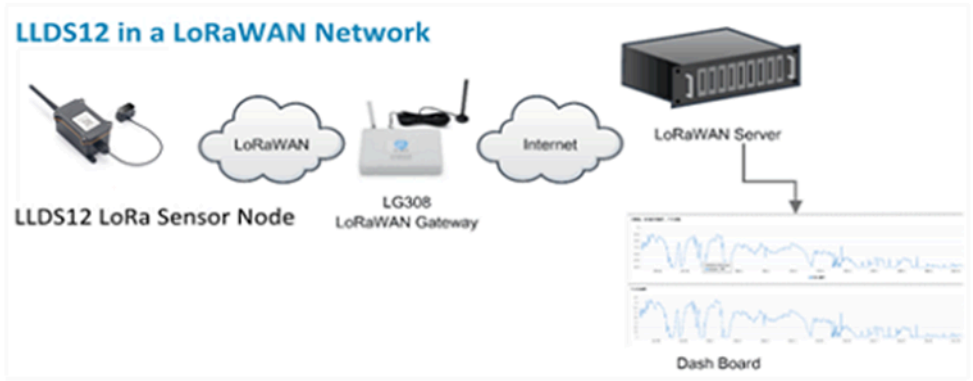 LLDS12 in a LoRaWAN Network
LoRaWAN
Internet
LoRaWAN Server
LG308
LoRaWAN Gateway
LLDS12 LoRa Sensor Node
Dash Board